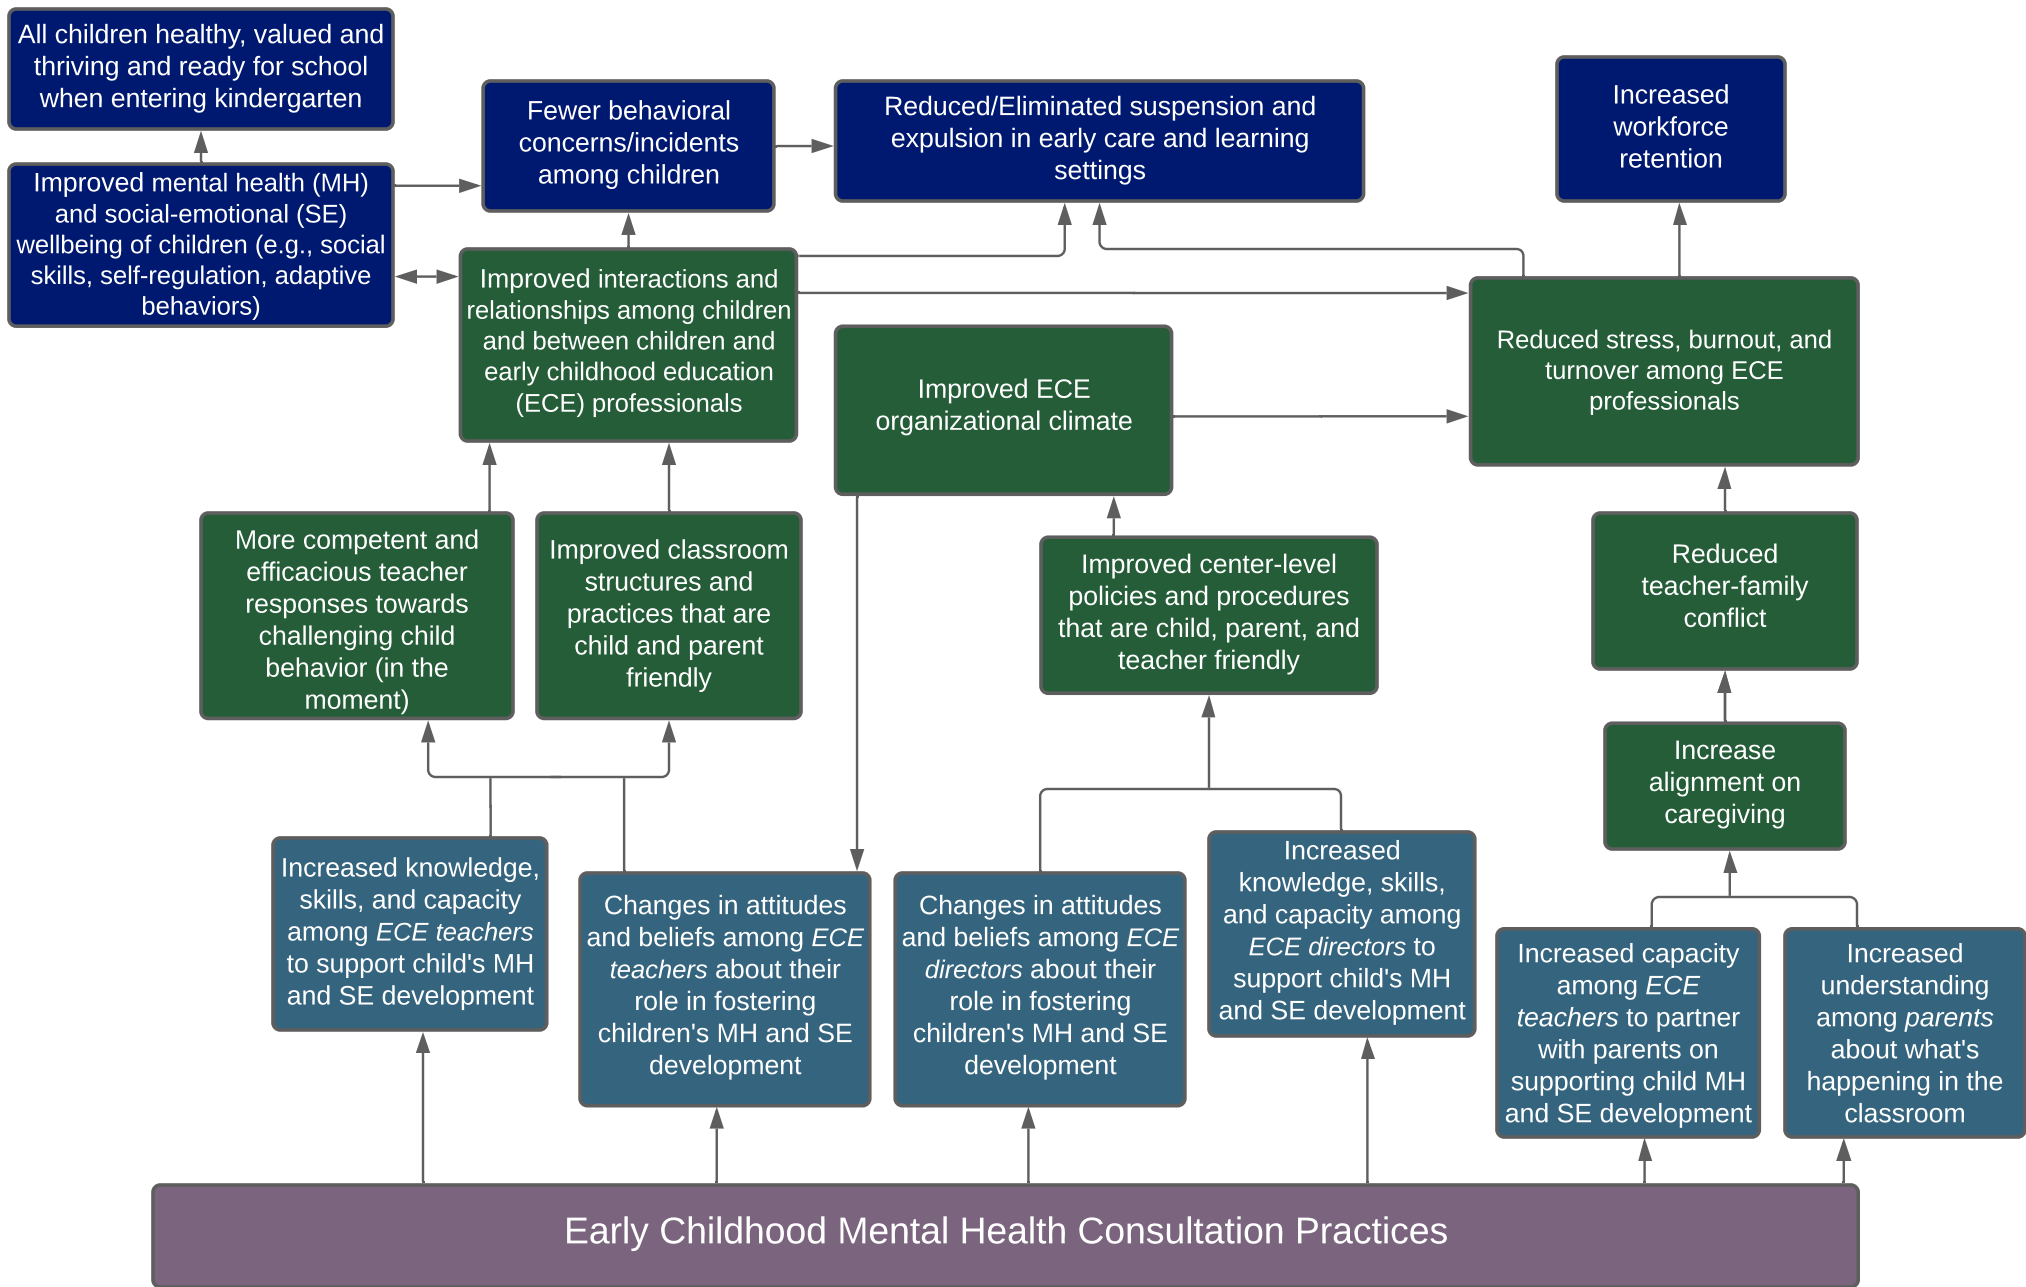 All children healthy, valued and
thriving and ready for school
when entering kindergarten
Fewer behavioral
concerns/incidents
among children
Reduced/Eliminated suspension and
expulsion in early care and learning
settings
Increased
workforce
retention
Improved mental health (MH)
and social-emotional (SE)
wellbeing of children (e.g., social
skills, self-regulation, adaptive
behaviors)
Improved interactions and
relationships among children
and between children and
early childhood education
(ECE) professionals
Improved ECE
organizational climate
Reduced stress, burnout, and
turnover among ECE
professionals
More competent and
efficacious teacher
responses towards
challenging child
behavior (in the
moment)
Improved classroom
structures and
practices that are
child and parent
friendly
Improved center-level
policies and procedures
that are child, parent, and
teacher friendly
Reduced
teacher-family
conflict
Increase
alignment on
caregiving
Increased knowledge,
skills, and capacity
among ECE teachers
to support child's MH
and SE development
Changes in attitudes
and beliefs among ECE
teachers about their
role in fostering
children's MH and SE
development
Changes in attitudes
and beliefs among ECE
directors about their
role in fostering
children's MH and SE
development
Increased
knowledge, skills,
and capacity among
ECE directors to
support child's MH
and SE development
Increased capacity
among ECE
teachers to partner
with parents on
supporting child MH
and SE development
Increased
understanding
among parents
about what's
happening in the
classroom
Early Childhood Mental Health Consultation Practices